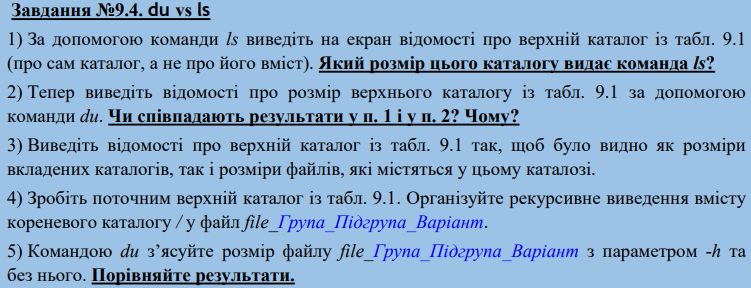 Завдання №9.4. du vs ls
1) За допомогою команди ls виведіть на екран відомості про верхній каталог із табл. 9.1
(про сам каталог, а не про його вміст). Який розмір цього каталогу видає команда ls?
2) Тепер виведіть відомості про розмір верхнього каталогу із табл. 9.1 за допомогою
команди du. Чи співпадають результати у п. 1 і у п. 2? Чому?
3) Виведіть відомості про верхній каталог із табл. 9.1 так, щоб було видно як розміри
вкладених каталогів, так і розміри файлів, які містяться у цьому каталозі.
4) Зробіть поточним верхній каталог із табл. 9.1. Організуйте рекурсивне виведення вмісту
кореневого каталогу / у файл file_Група_Підгрупа_Варіант.
5) Командою du з’ясуйте розмір файлу file_Група_Підгрупа_Варіант з параметром -h та
без нього. Порівняйте результати.